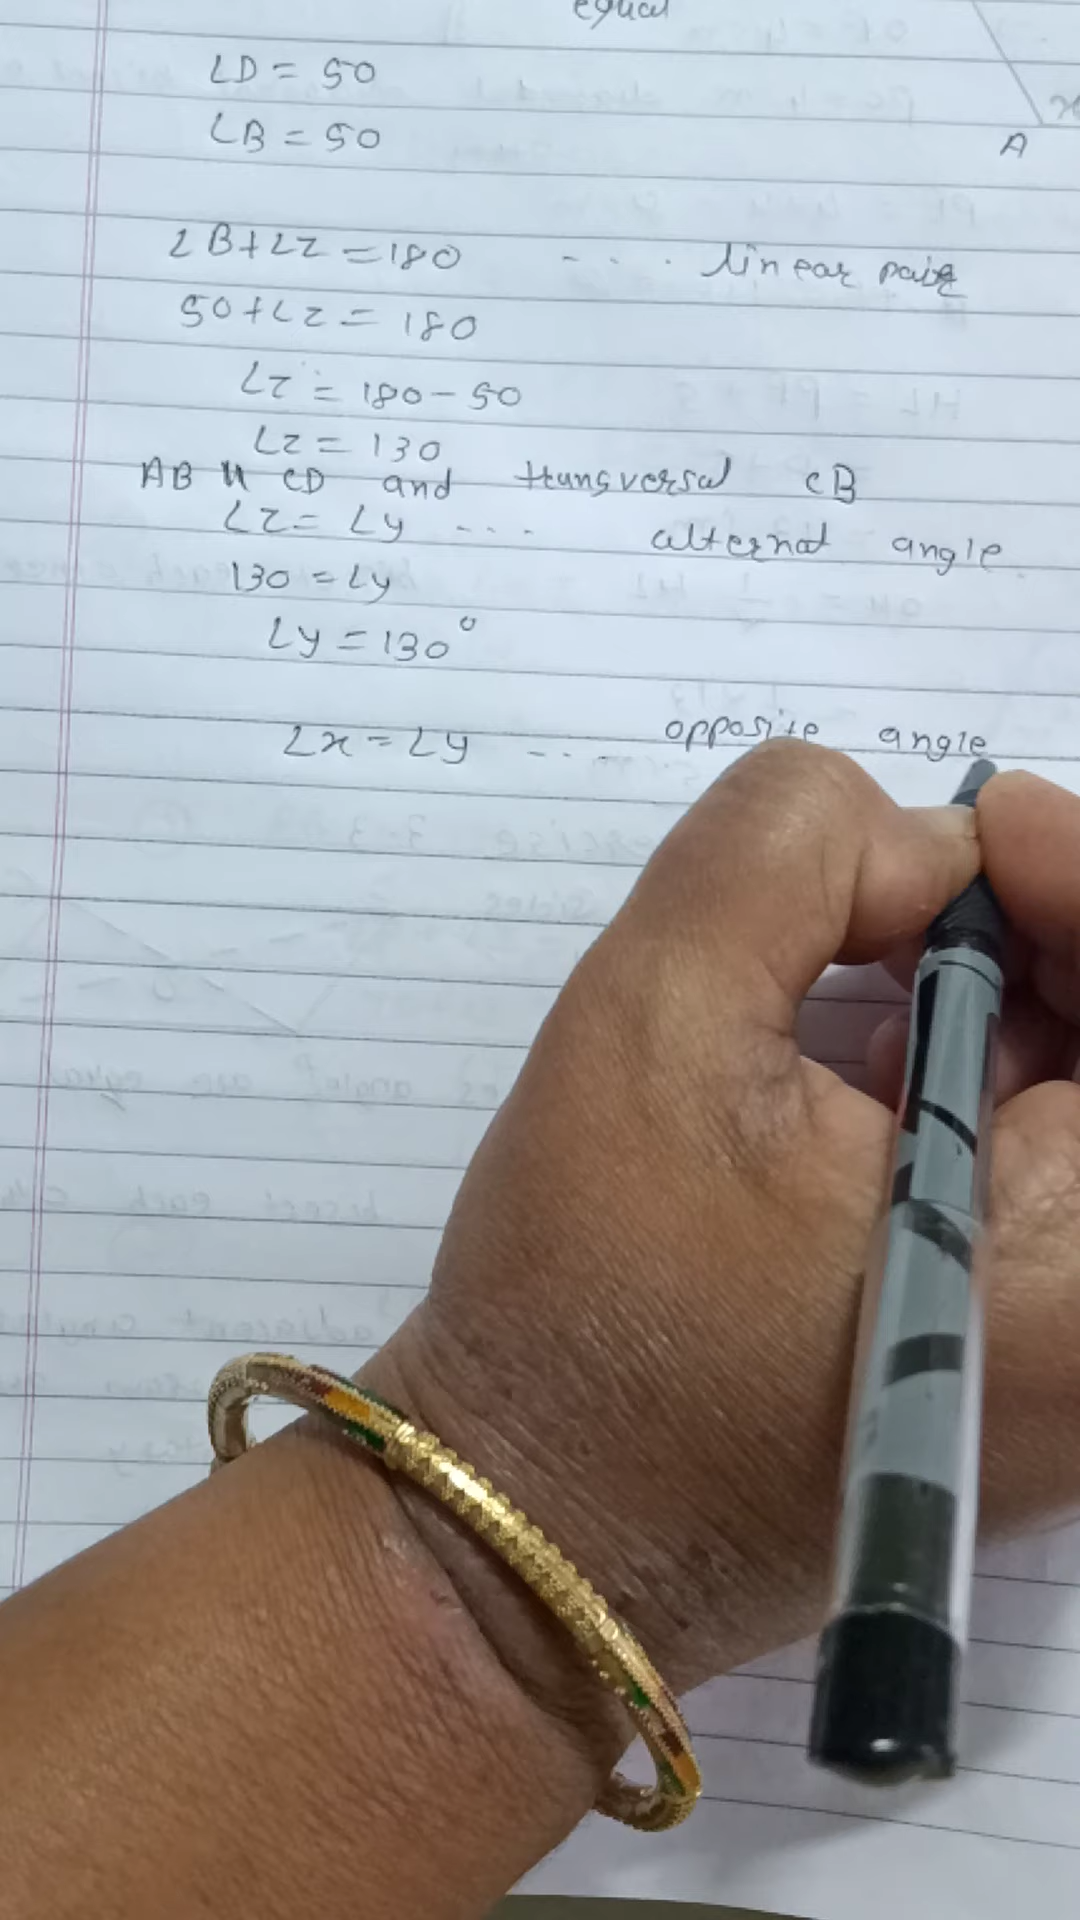 equal
∠D = 50
∠B = 50
x
A
∠B+∠z = 180 .... linear pair
50+∠z = 180
∠z = 180-50
∠z = 130
AB || CD and transversal CB
∠z = ∠y .... alternat angle.
130 = ∠y
∠y = 130°
∠x = ∠y .... opposite angle